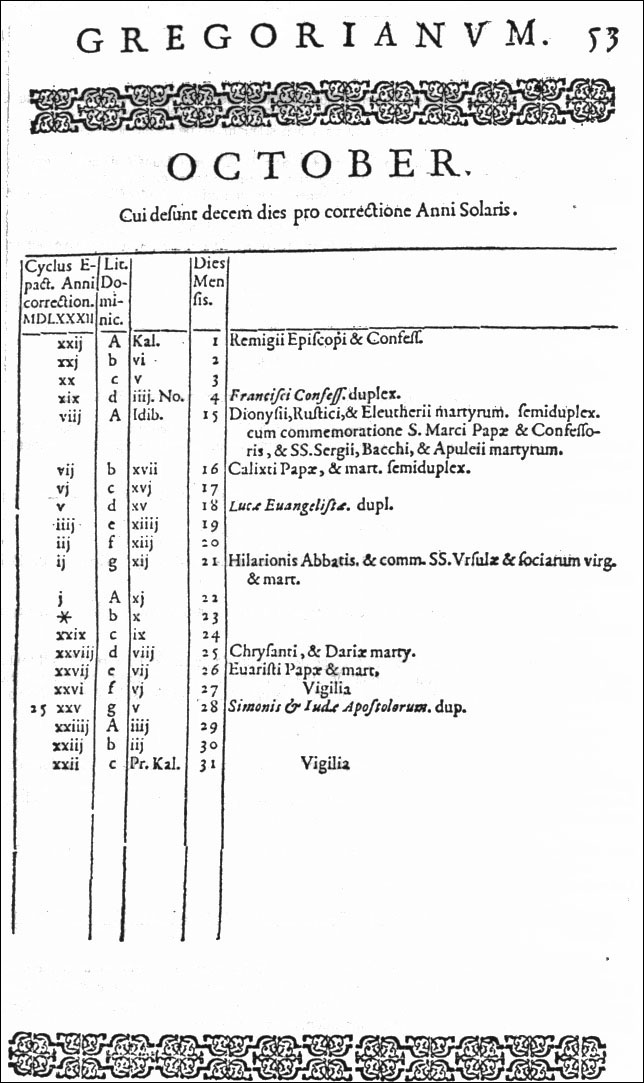 GREGORIANVM. 53
OCTOBER.
Cui deſunt decem dies pro correctione Anni Solaris.
Cyclus E- Lit. Dies
pact. Anni Do- Men
correction. mi- ſis.
MDLXXXII nic.
xxij A Kal. 1 Remigii Epiſcopi & Confeſſ.
xxj b vi 2
xx c v 3
xix d iiij. No. 4 Franciſci Confeſſ. duplex.
viij A Idib. 15 Dionyſii, Ruſtici, & Eleutherii martyrum. ſemiduplex.
cum commemoratione S. Marci Papæ & Confeſſo-
ris, & SS. Sergii, Bacchi, & Apuleii martyrum.
vij b xvii 16 Calixti Papæ, & mart. ſemiduplex.
vj c xvj 17
v d xv 18 Lucæ Euangeliſtæ. dupl.
iiij e xiiij 19
iij f xiij 20
ij g xij 21 Hilarionis Abbatis. & comm. SS. Vrſulæ & ſociarum virg.
& mart.
j A xj 22
* b x 23
xxix c ix 24
xxviij d viij 25 Chryſanti, & Dariæ marty.
xxvij e vij 26 Euariſti Papæ & mart,
xxvi f vj 27 Vigilia
25 xxv g v 28 Simonis & Iudæ Apoſtolorum. dup.
xxiiij A iiij 29
xxiij b iij 30
xxii c Pr. Kal. 31 Vigilia